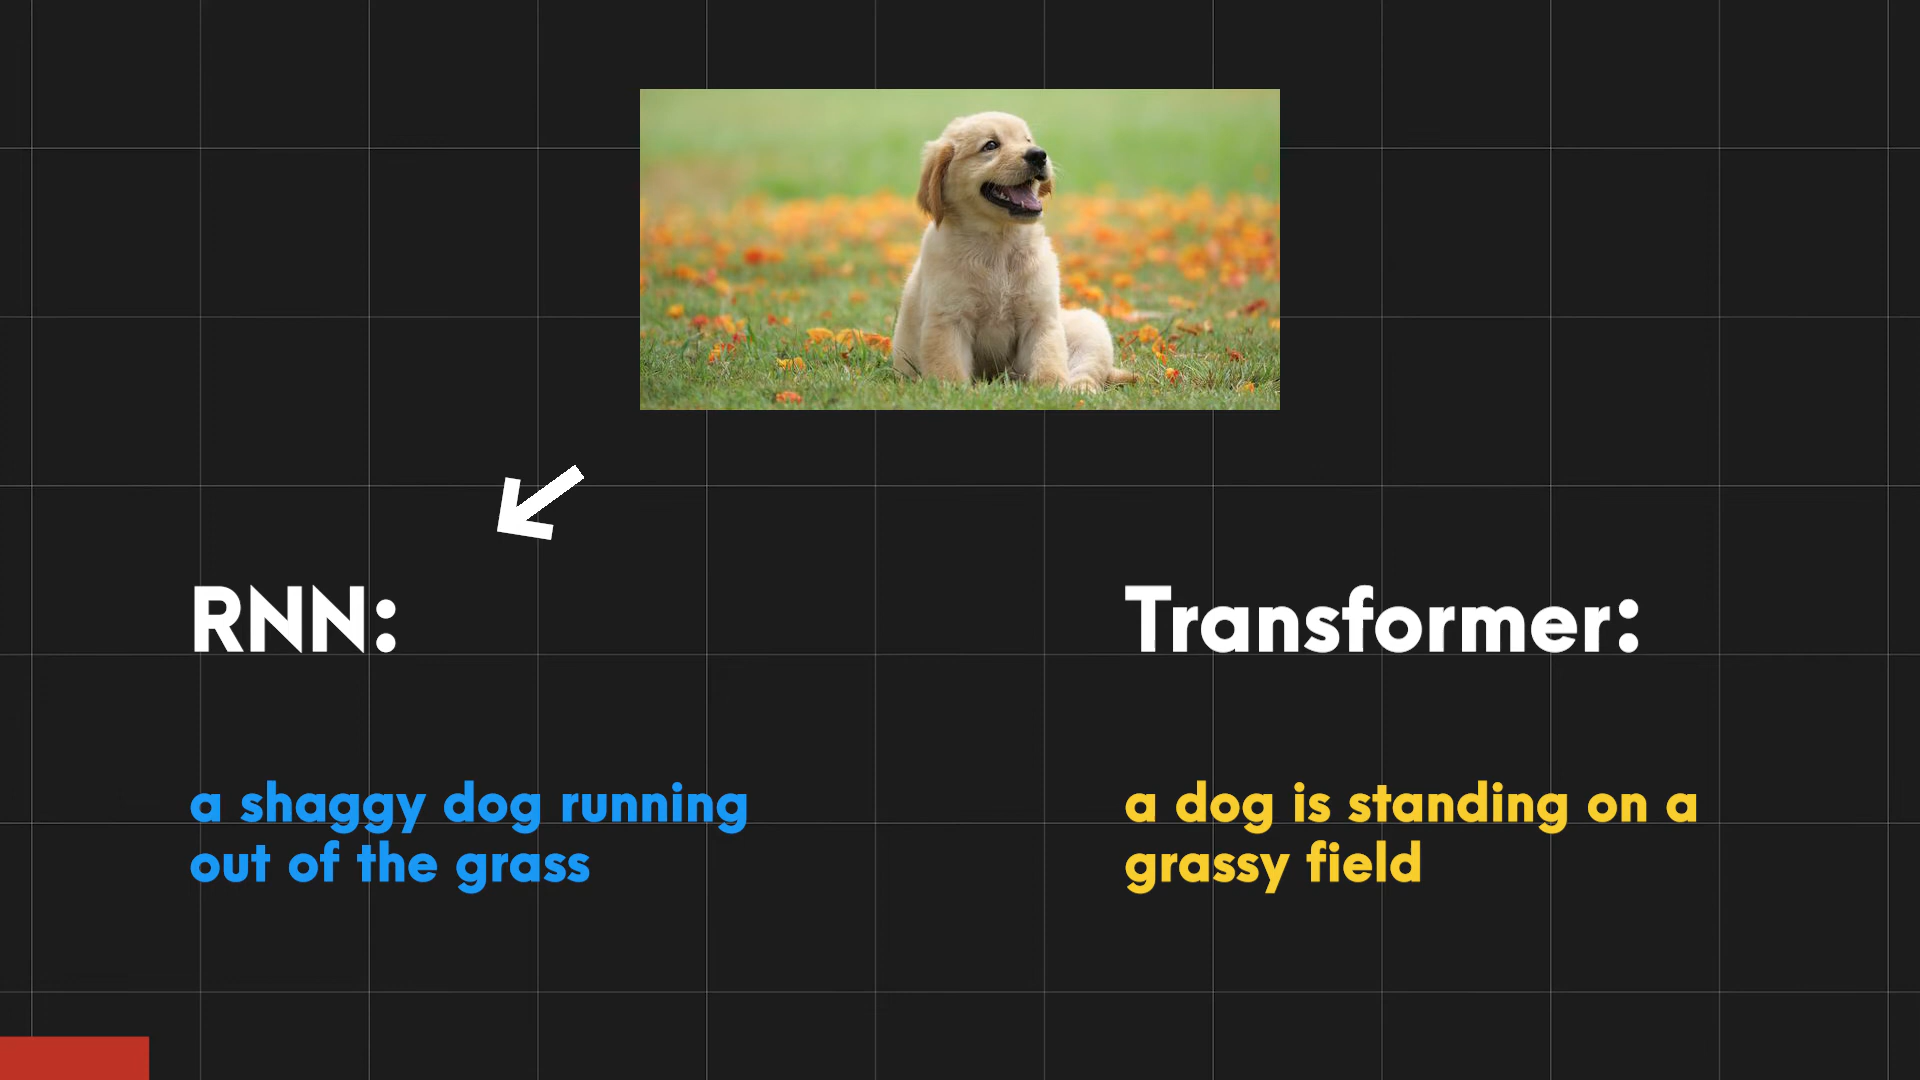 RNN:
Transformer:
a shaggy dog running
out of the grass
a dog is standing on a
grassy field